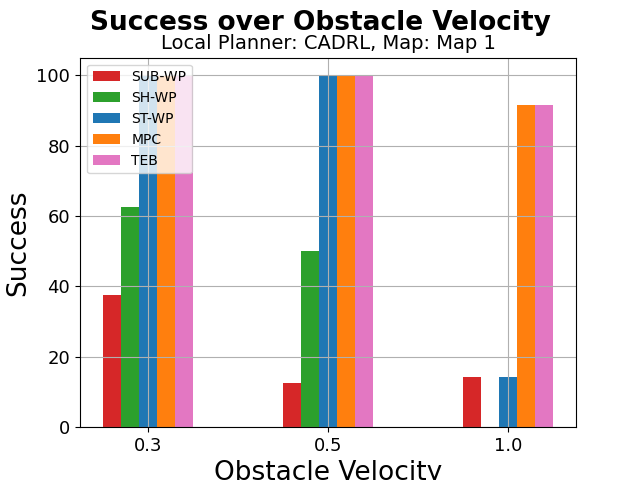 Success over Obstacle Velocity
Local Planner: CADRL, Map: Map 1
SUB-WP
SH-WP
ST-WP
MPC
TEB
Success
100
80
60
40
20
0
0.3
0.5
1.0
Obstacle Velocity